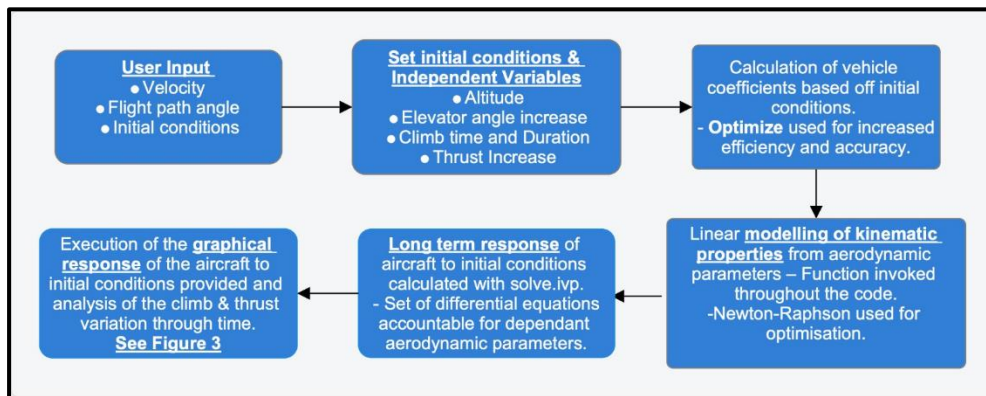 User Input
● Velocity
● Flight path angle
● Initial conditions
Set initial conditions &
Independent Variables
● Altitude
● Elevator angle increase
● Climb time and Duration
● Thrust Increase
Calculation of vehicle
coefficients based off initial
conditions.
- Optimize used for increased
efficiency and accuracy.
Linear modelling of kinematic
properties from aerodynamic
parameters – Function invoked
throughout the code.
-Newton-Raphson used for
optimisation.
Long term response of
aircraft to initial conditions
calculated with solve.ivp.
- Set of differential equations
accountable for dependant
aerodynamic parameters.
Execution of the graphical
response of the aircraft to
initial conditions provided and
analysis of the climb & thrust
variation through time.
See Figure 3